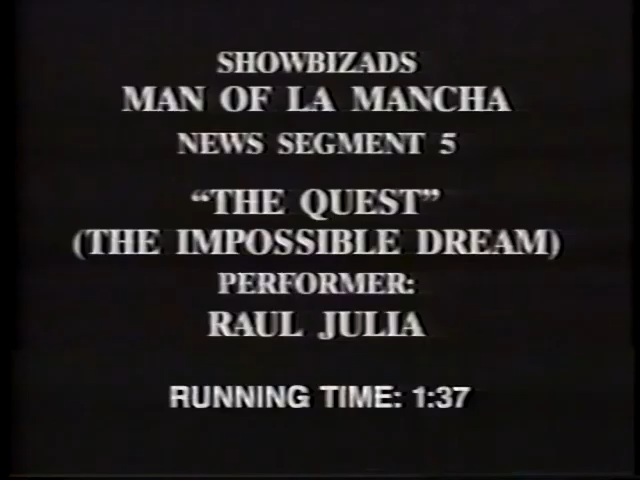 SHOWBIZADS
MAN OF LA MANCHA
NEWS SEGMENT 5
“THE QUEST”
(THE IMPOSSIBLE DREAM)
PERFORMER:
RAUL JULIA
RUNNING TIME: 1:37